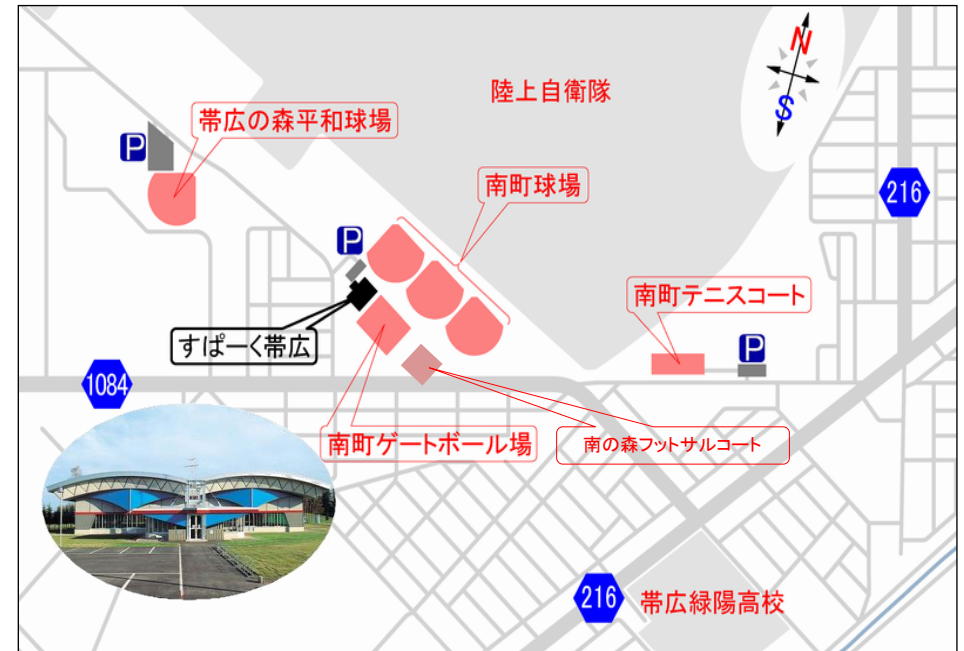 N
陸上自衛隊
S
帯広の森平和球場
P
南町球場
216
P
南町テニスコート
すぱーく帯広
P
1084
南町ゲートボール場
南の森フットサルコート
216
帯広緑陽高校